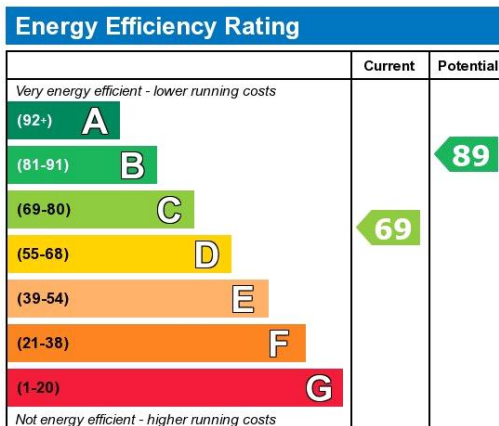 Energy Efficiency Rating
Current Potential
Very energy efficient - lower running costs
(92+) A
(81-91) B
89
(69-80) C
69
(55-68) D
(39-54) E
(21-38) F
(1-20) G
Not energy efficient - higher running costs